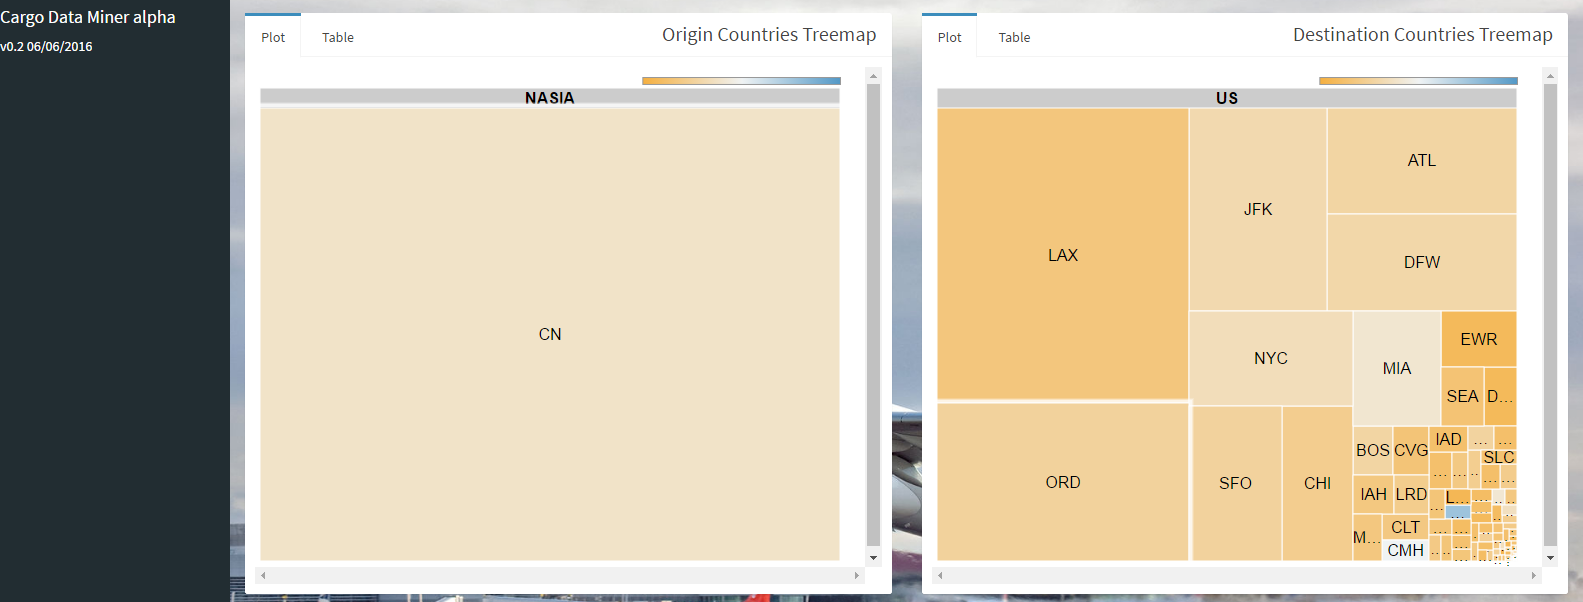 Cargo Data Miner alpha
v0.2 06/06/2016
Plot
Table
Origin Countries Treemap
NASIA
CN
Plot
Table
Destination Countries Treemap
US
LAX
JFK
ATL
DFW
ORD
NYC
MIA
EWR
SEA
D...
SFO
CHI
BOS
CVG
IAD
...
...
SLC
IAH
LRD
L...
M...
CLT
CMH